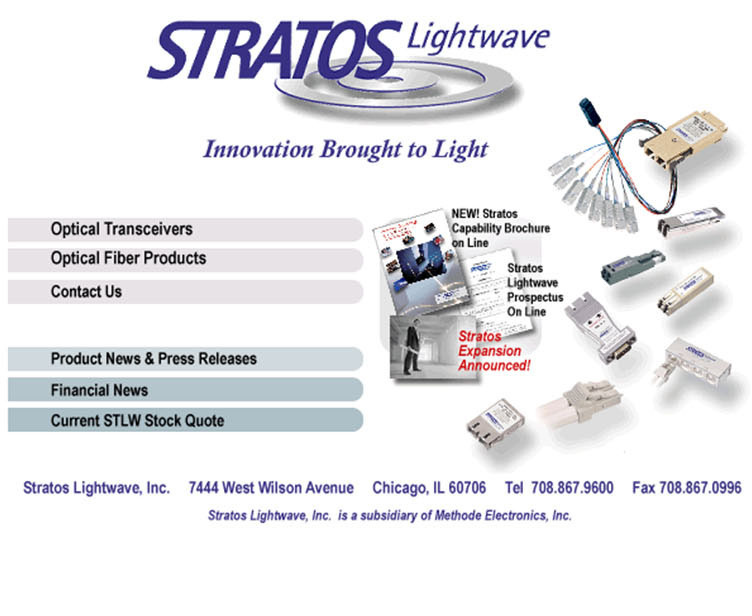 STRATOS Lightwave
Innovation Brought to Light
Optical Transceivers
Optical Fiber Products
Contact Us
NEW! Stratos
Capability Brochure
on Line
Stratos
Lightwave
Prospectus
On Line
Stratos
Expansion
Announced!
Product News & Press Releases
Financial News
Current STLW Stock Quote
Stratos Lightwave, Inc. 7444 West Wilson Avenue Chicago, IL 60706 Tel 708.867.9600 Fax 708.867.0996
Stratos Lightwave, Inc. is a subsidiary of Methode Electronics, Inc.